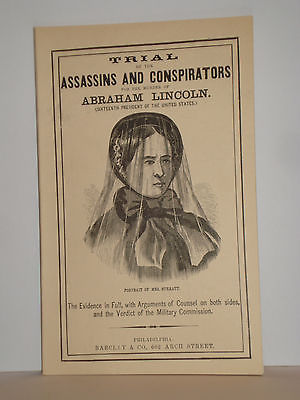 TRIAL
OF THE
ASSASSINS AND CONSPIRATORS
FOR THE MURDER OF
ABRAHAM LINCOLN.
(SIXTEENTH PRESIDENT OF THE UNITED STATES.)
PORTRAIT OF MRS. SURRATT.
The Evidence in Full, with Arguments of Counsel on both sides,
and the Verdict of the Military Commission.
PHILADELPHIA
BARCLAY & CO., 602 ARCH STREET.